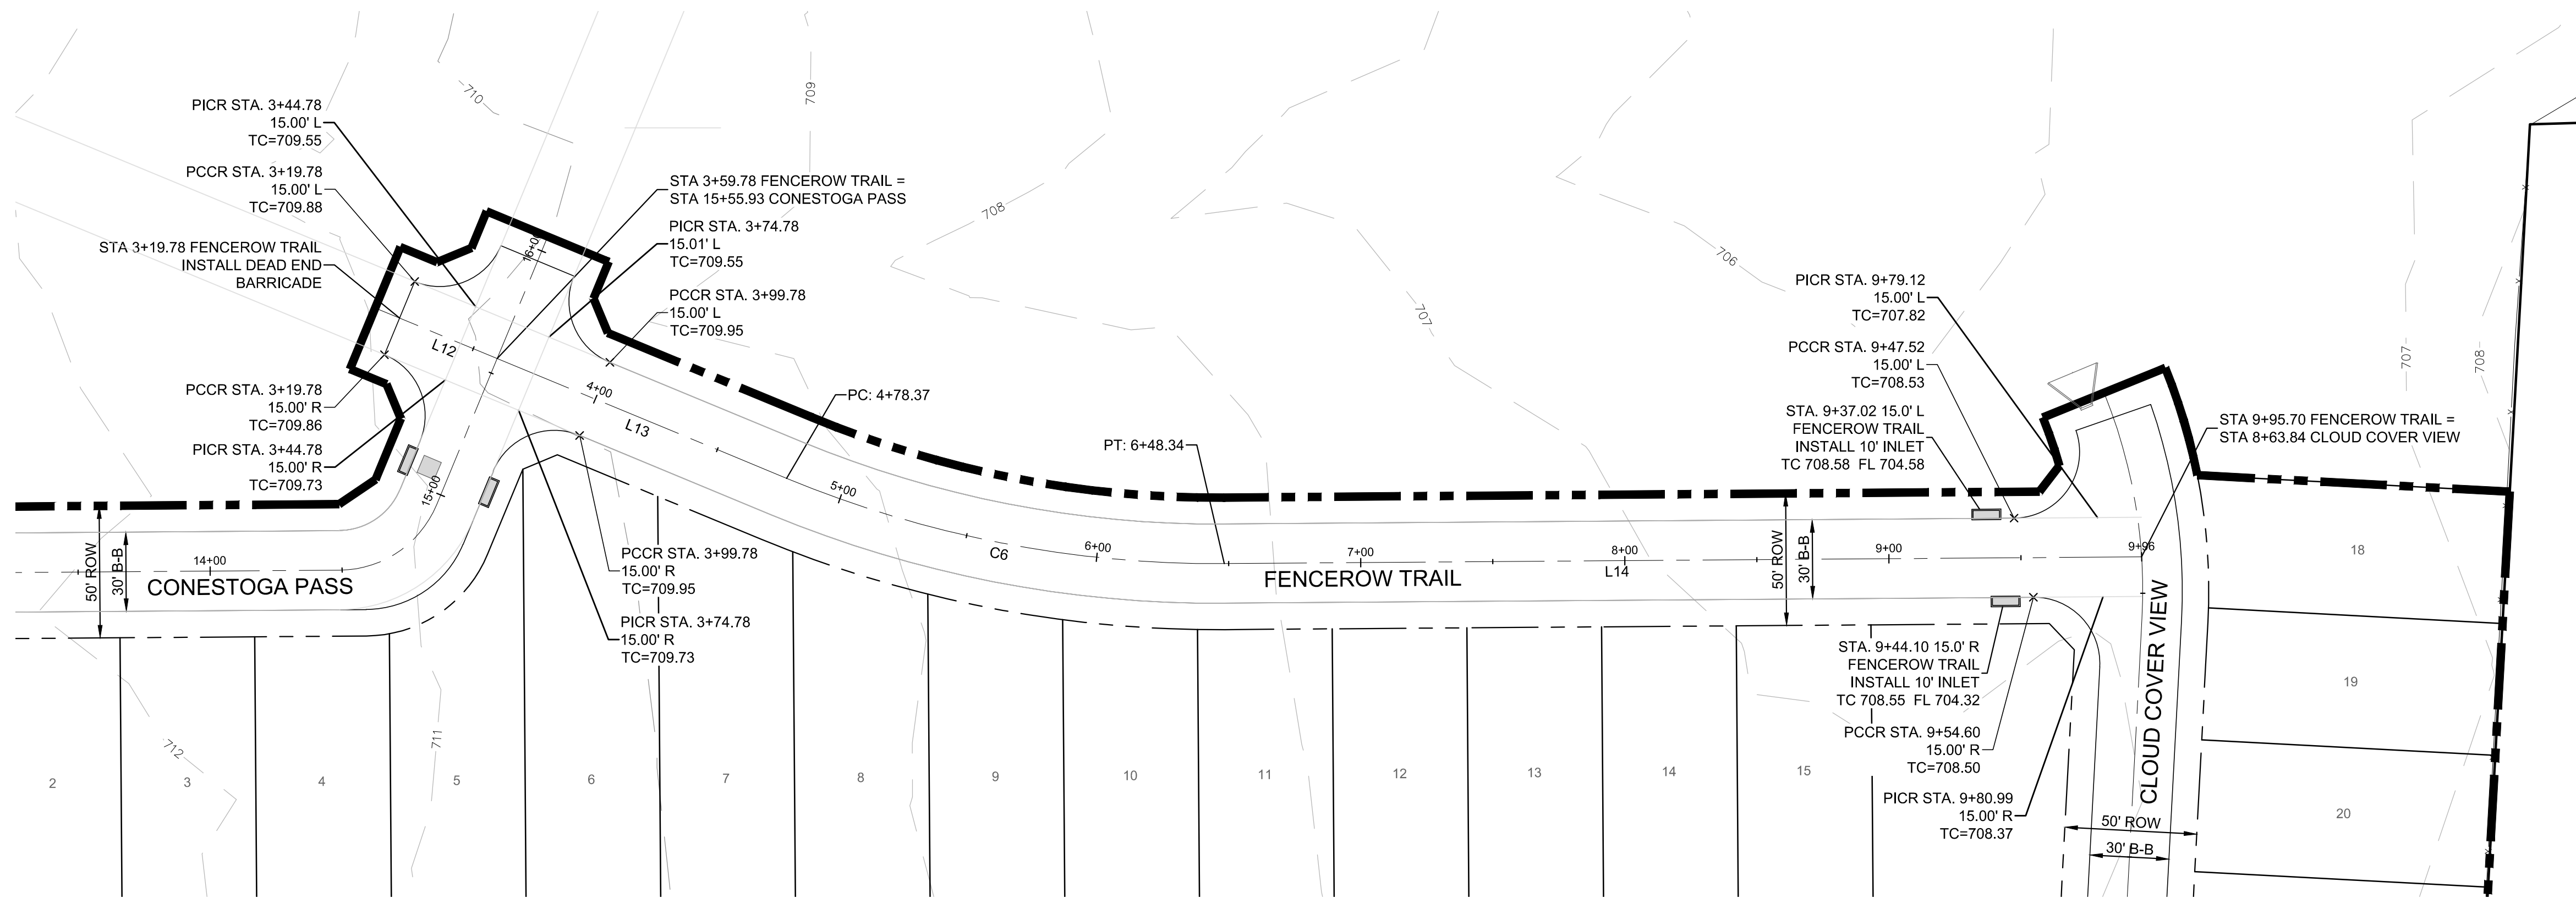 PICR STA. 3+44.78
15.00' L
TC=709.55
PCCR STA. 3+19.78
15.00' L
TC=709.88
STA 3+19.78 FENCEROW TRAIL
INSTALL DEAD END
BARRICADE
PCCR STA. 3+19.78
15.00' R
TC=709.86
PICR STA. 3+44.78
15.00' R
TC=709.73
710
709
STA 3+59.78 FENCEROW TRAIL =
STA 15+55.93 CONESTOGA PASS
PICR STA. 3+74.78
15.01' L
TC=709.55
PCCR STA. 3+99.78
15.00' L
TC=709.95
L12
4+00
L13
PC: 4+78.37
5+00
15+00
14+00
50' ROW
30' B-B
CONESTOGA PASS
PCCR STA. 3+99.78
15.00' R
TC=709.95
PICR STA. 3+74.78
15.00' R
TC=709.73
708
707
706
PT: 6+48.34
C6
6+00
7+00
FENCEROW TRAIL
8+00
L14
50' ROW
30' B-B
9+00
9+96
PICR STA. 9+79.12
15.00' L
TC=707.82
PCCR STA. 9+47.52
15.00' L
TC=708.53
STA. 9+37.02 15.0' L
FENCEROW TRAIL
INSTALL 10' INLET
TC 708.58 FL 704.58
STA 9+95.70 FENCEROW TRAIL =
STA 8+63.84 CLOUD COVER VIEW
707
708
STA. 9+44.10 15.0' R
FENCEROW TRAIL
INSTALL 10' INLET
TC 708.55 FL 704.32
PCCR STA. 9+54.60
15.00' R
TC=708.50
PICR STA. 9+80.99
15.00' R
TC=708.37
CLOUD COVER VIEW
50' ROW
30' B-B
712
711
2
3
4
5
6
7
8
9
10
11
12
13
14
15
18
19
20